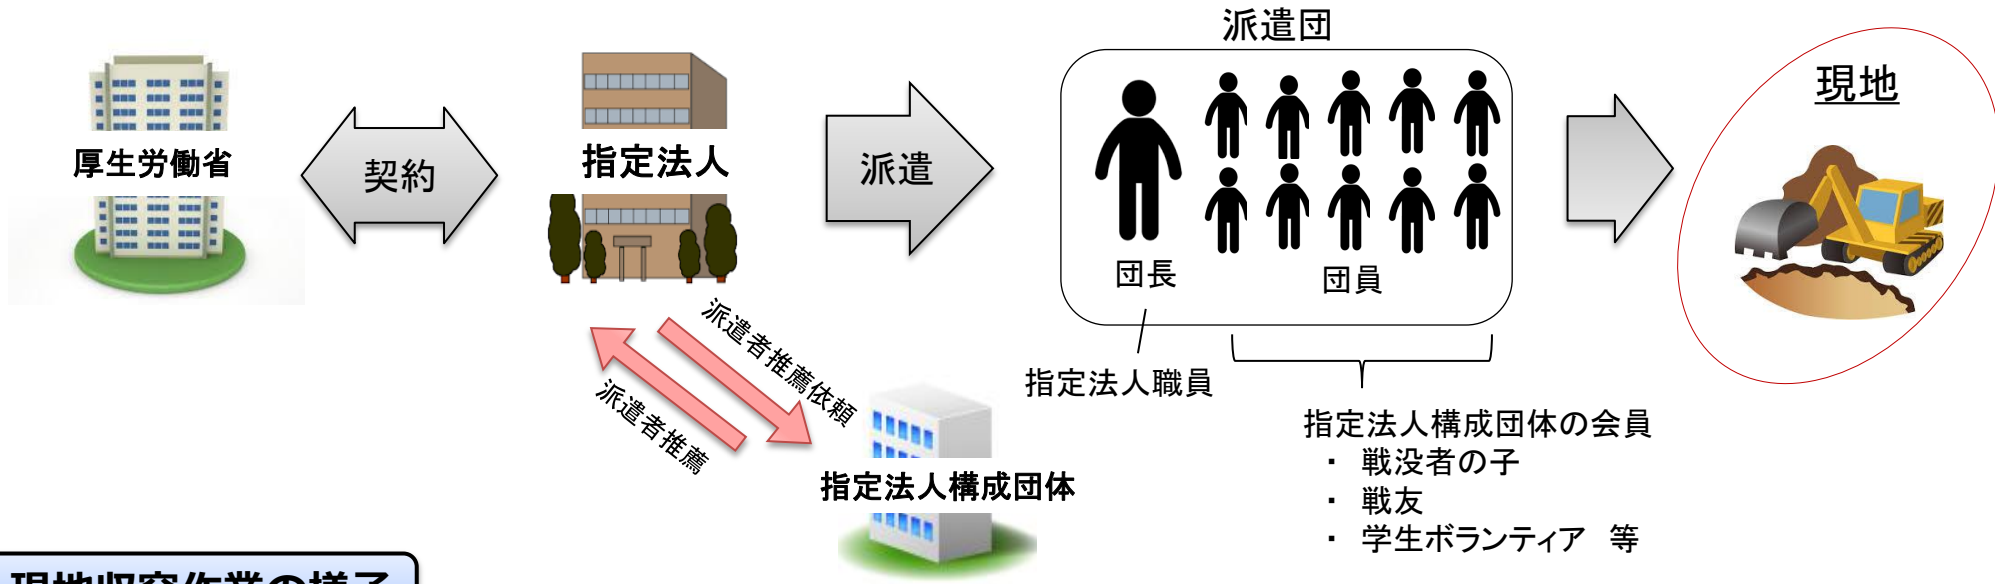 派遣団
現地
厚生労働省
契約
指定法人
派遣
団長
団員
派遣者推薦依頼
派遣者推薦
指定法人職員
指定法人構成団体
指定法人構成団体の会員
・ 戦没者の子
・ 戦友
・ 学生ボランティア 等